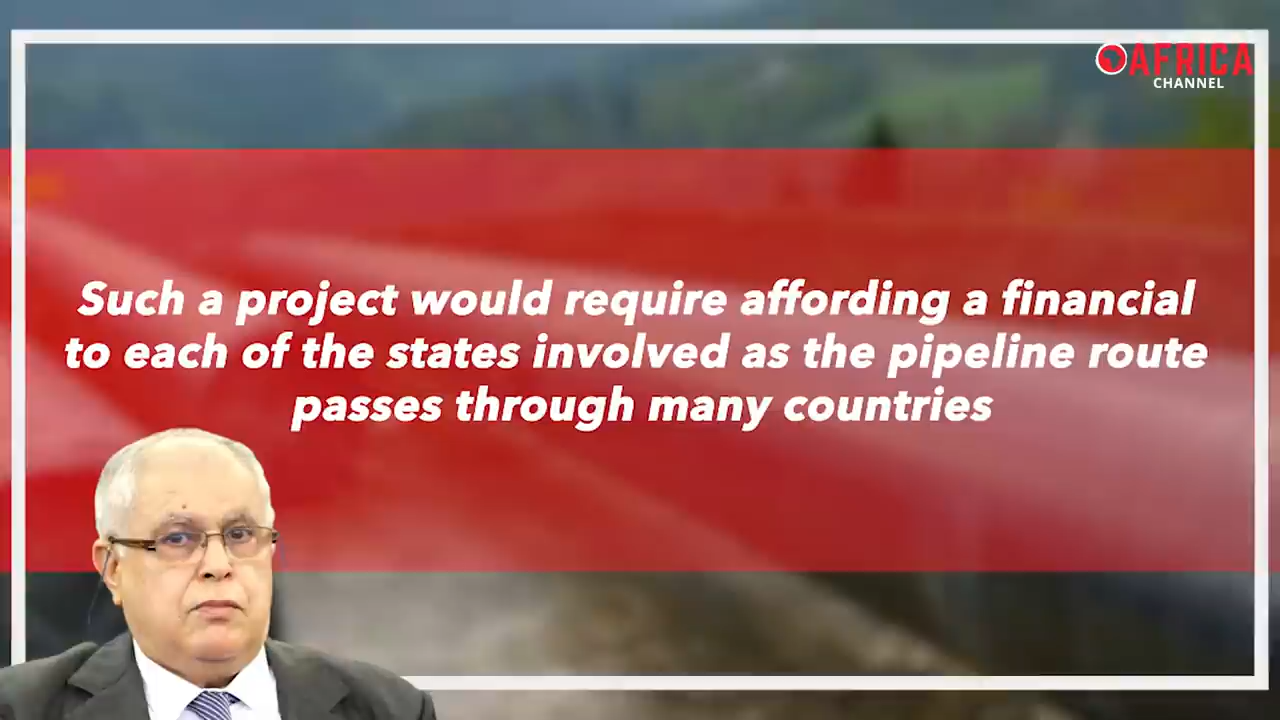 AFRICA
CHANNEL
Such a project would require affording a financial
to each of the states involved as the pipeline route
passes through many countries